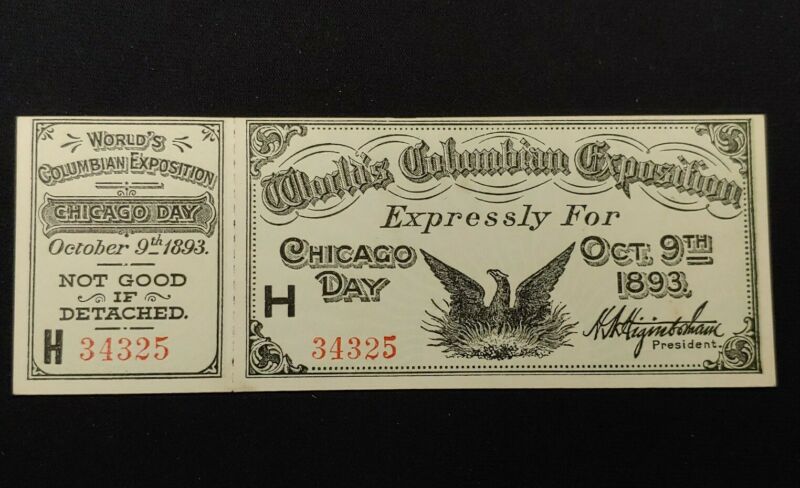 WORLD'S
COLUMBIAN EXPOSITION
CHICAGO DAY
October 9th 1893.
NOT GOOD
IF
DETACHED.
H 34325
World's Columbian Exposition
Expressly For
CHICAGO
DAY
OCT. 9TH
1893.
H
34325
H. N. Higinbotham
President.